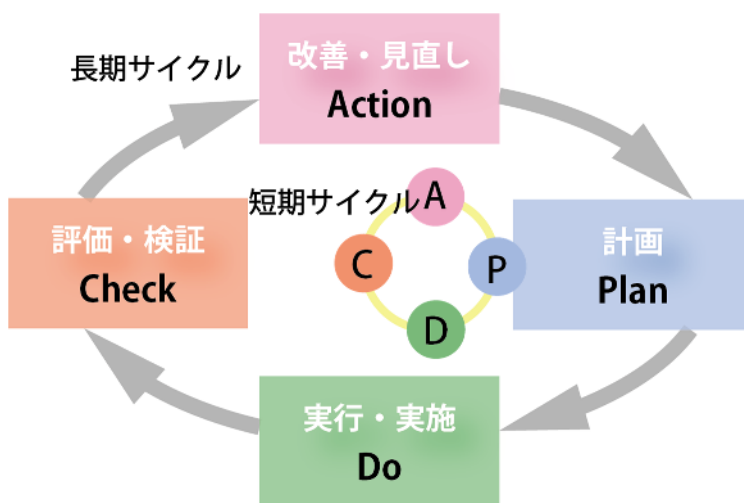 長期サイクル
改善・見直し
Action
短期サイクル
A
C
P
D
評価・検証
Check
計画
Plan
実行・実施
Do